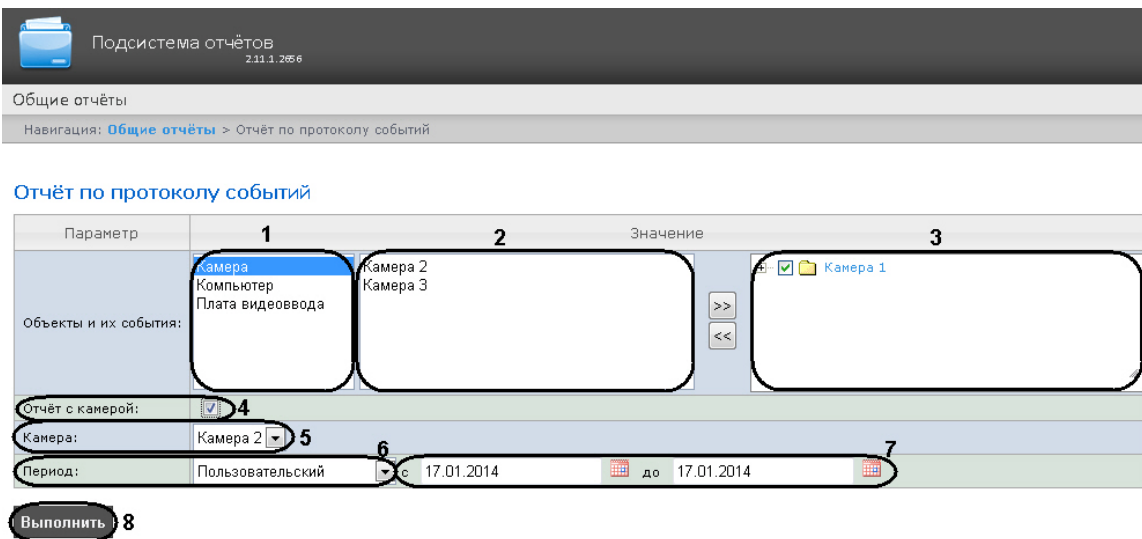 Подсистема отчётов
2.11.1.2656
Общие отчёты
Навигация: Общие отчёты > Отчёт по протоколу событий
Отчёт по протоколу событий
Параметр 1 2 Значение 3
Объекты и их события:
Камера
Компьютер
Плата видеоввода
Камера 2
Камера 3
>>
<<
Камера 1
Отчёт с камерой: 4
Камера: Камера 2 5
6 7
Период: Пользовательский с 17.01.2014 до 17.01.2014
Выполнить 8